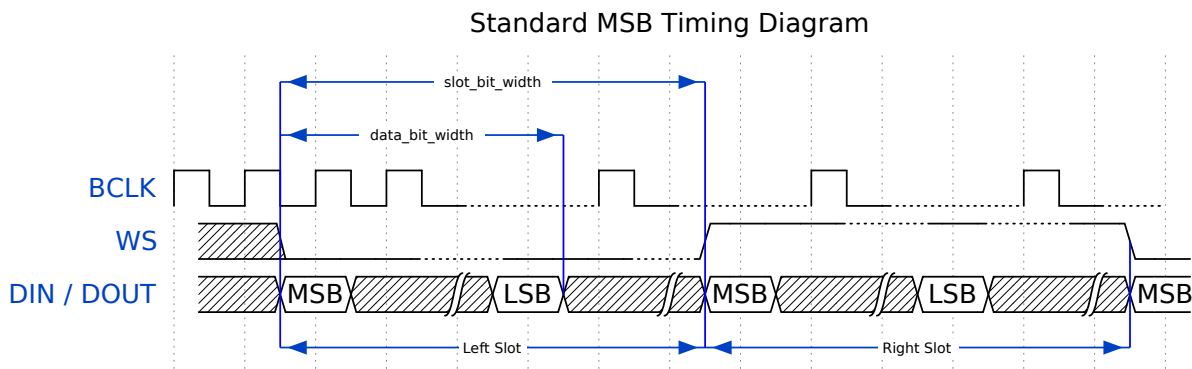 Standard MSB Timing Diagram
slot_bit_width
data_bit_width
BCLK
WS
DIN / DOUT
MSB
LSB
MSB
LSB
MSB
Left Slot
Right Slot